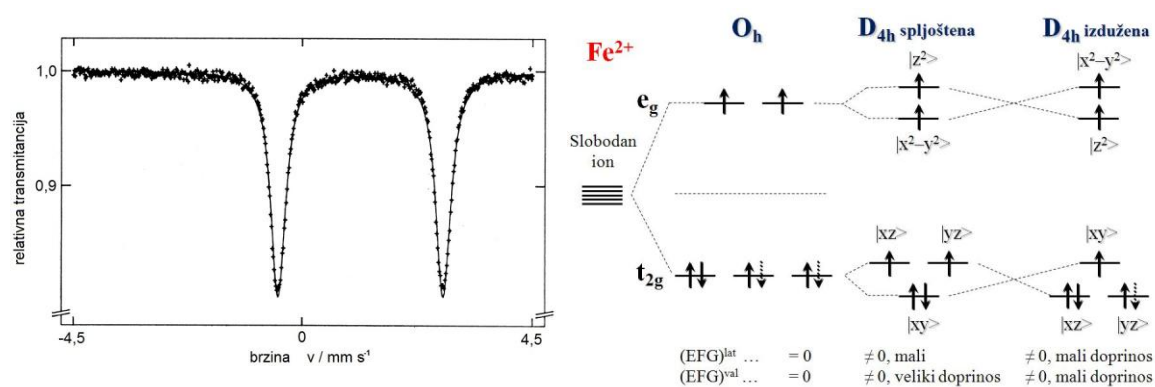 relativna transmitancija
1,0
0,9
-4,5
0
4,5
brzina v / mm s⁻¹
Fe²⁺
Oₕ
D₄ₕ spljoštena
D₄ₕ izdužena
|z²>
|x²–y²>
e_g
|x²–y²>
|z²>
Slobodan
ion
|xz> |yz>
|xy>
t₂g
|xy>
|xz> |yz>
(EFG)ˡᵃᵗ … = 0 ≠ 0, mali ≠ 0, mali doprinos
(EFG)ᵛᵃˡ … = 0 ≠ 0, veliki doprinos ≠ 0, mali doprinos